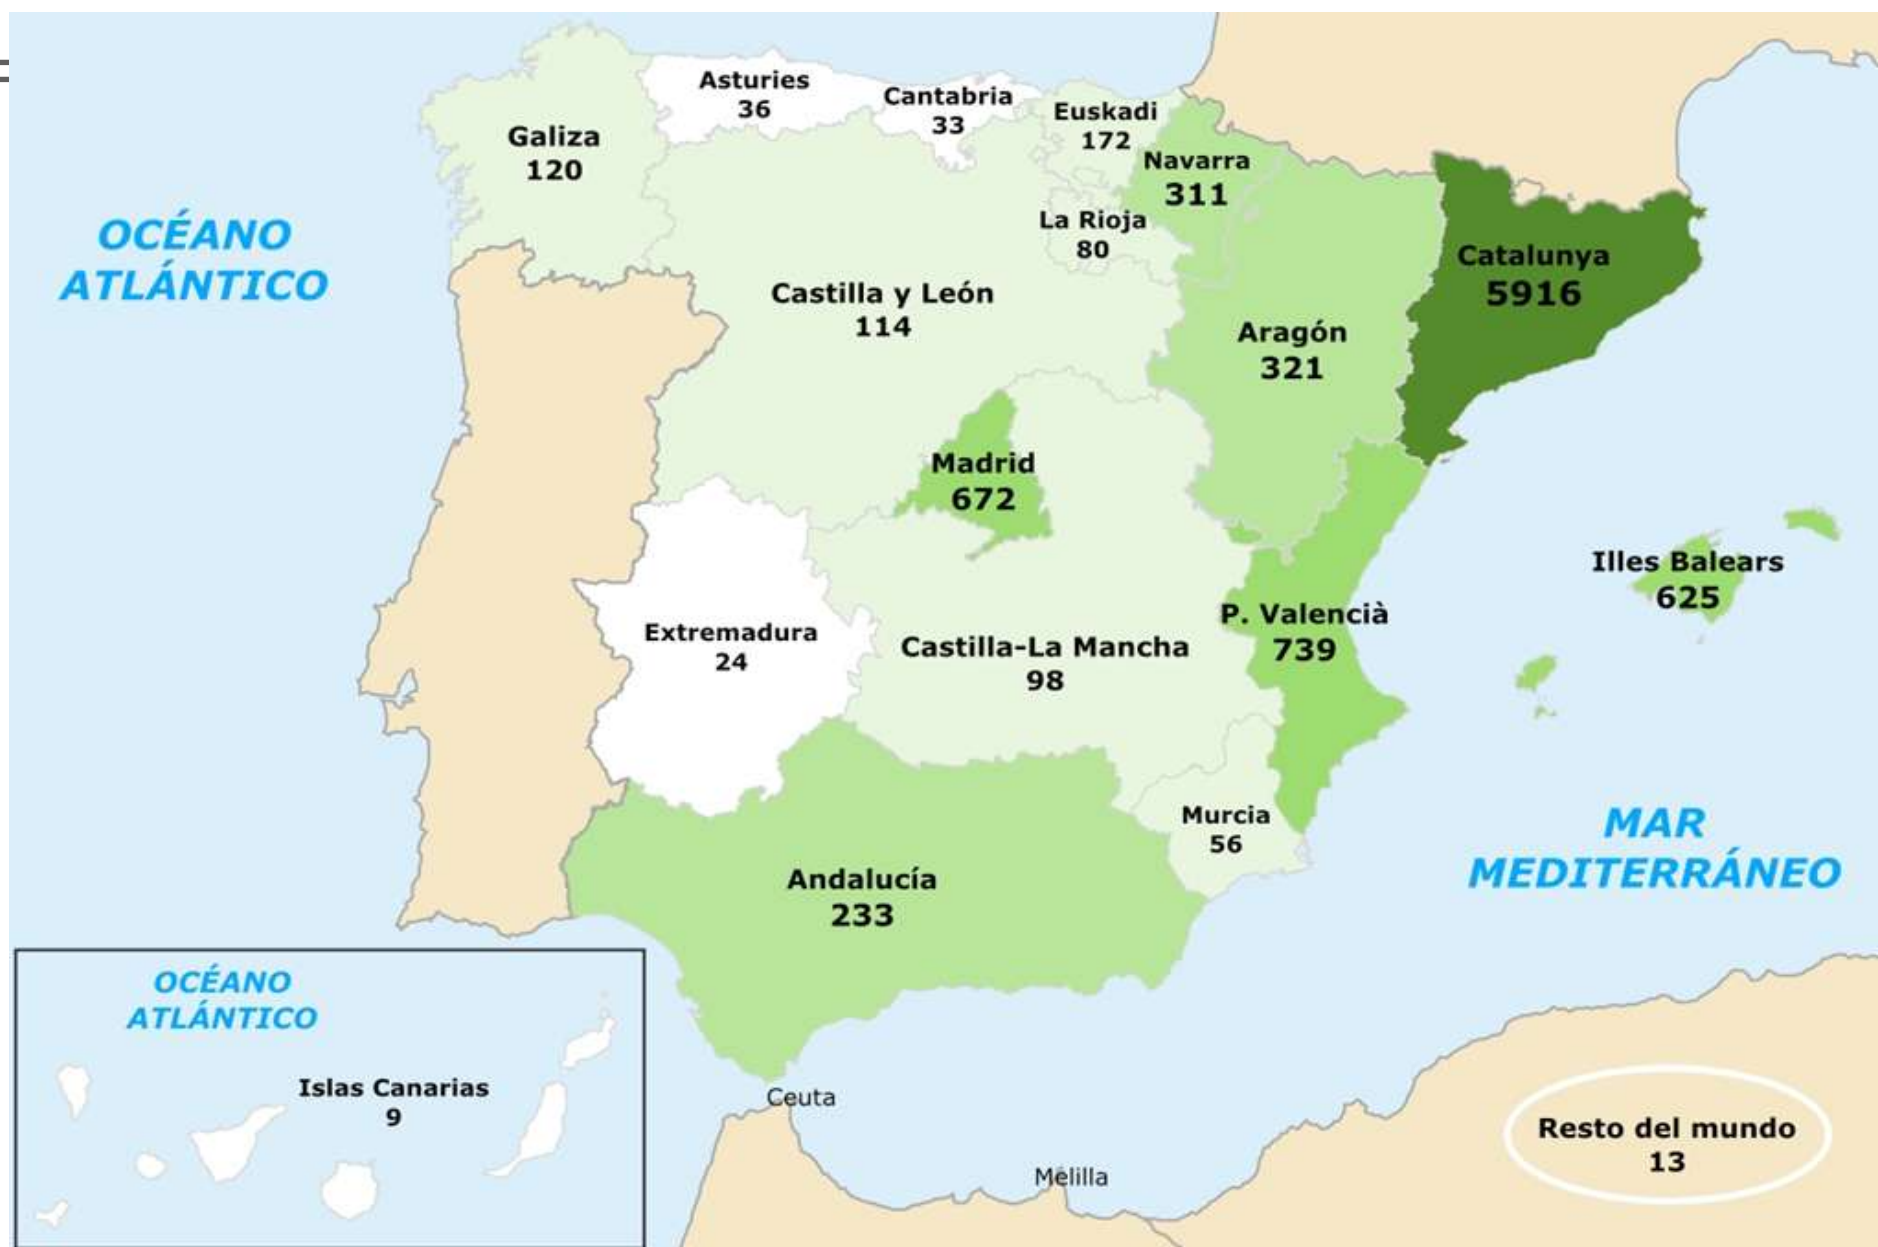 Asturies
36
Cantabria
33
Euskadi
172
Galiza
120
Navarra
311
La Rioja
80
OCÉANO
ATLÁNTICO
Catalunya
5916
Castilla y León
114
Aragón
321
Madrid
672
Illes Balears
625
P. Valencià
739
Extremadura
24
Castilla-La Mancha
98
Murcia
56
MAR
MEDITERRÁNEO
Andalucía
233
OCÉANO
ATLÁNTICO
Islas Canarias
9
Ceuta
Melilla
Resto del mundo
13